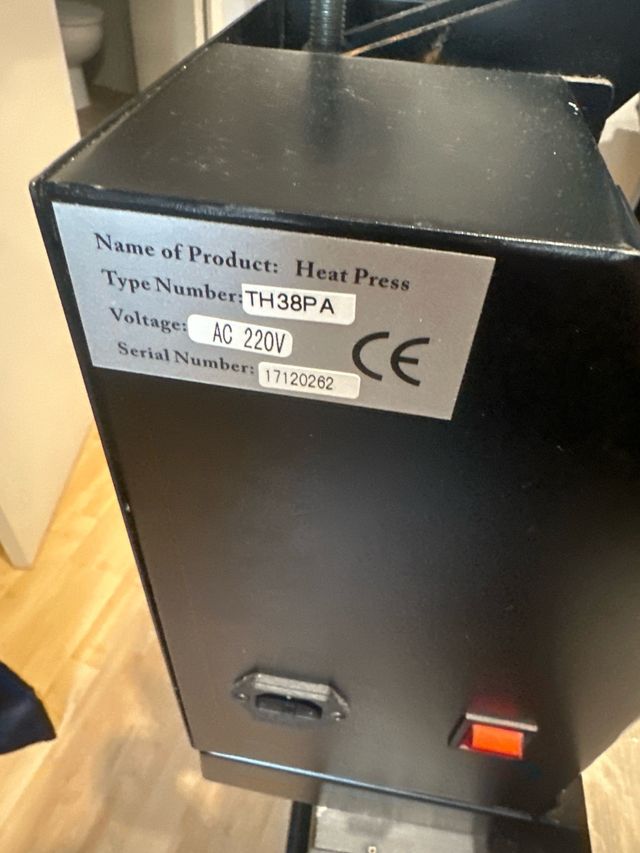 Name of Product: Heat Press
Type Number: TH38PA
Voltage: AC 220V
Serial Number: 17120262
CE